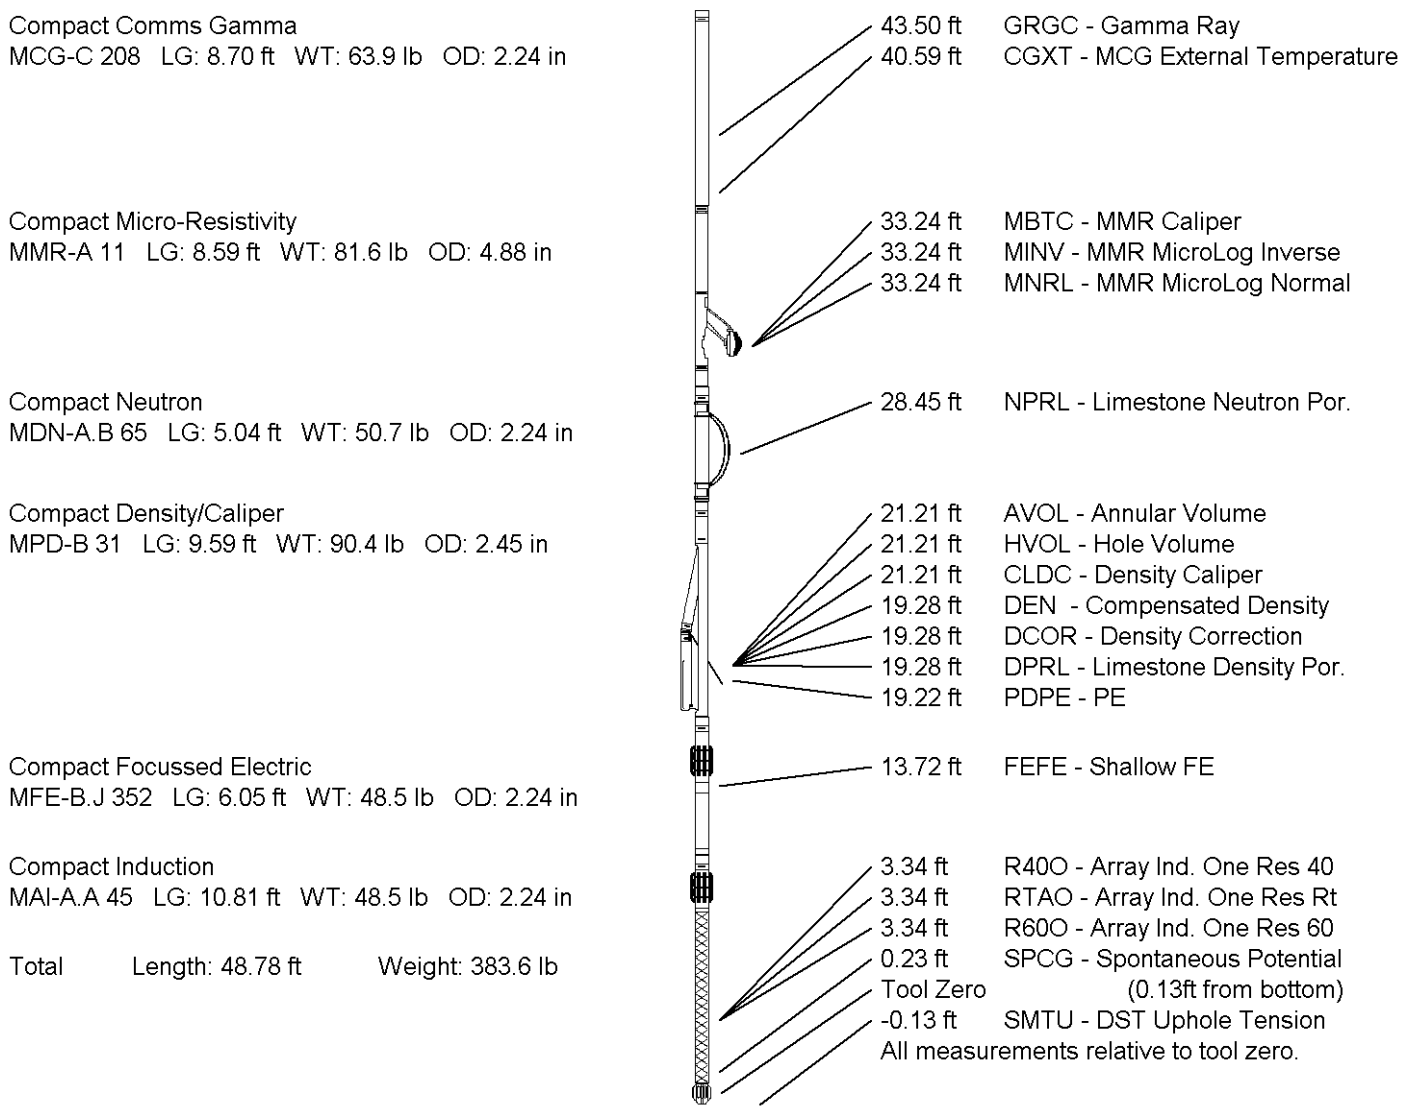 Compact Comms Gamma
MCG-C 208 LG: 8.70 ft WT: 63.9 lb OD: 2.24 in
43.50 ft GRGC - Gamma Ray
40.59 ft CGXT - MCG External Temperature
Compact Micro-Resistivity
MMR-A 11 LG: 8.59 ft WT: 81.6 lb OD: 4.88 in
33.24 ft MBTC - MMR Caliper
33.24 ft MINV - MMR MicroLog Inverse
33.24 ft MNRL - MMR MicroLog Normal
Compact Neutron
MDN-A.B 65 LG: 5.04 ft WT: 50.7 lb OD: 2.24 in
28.45 ft NPRL - Limestone Neutron Por.
Compact Density/Caliper
MPD-B 31 LG: 9.59 ft WT: 90.4 lb OD: 2.45 in
21.21 ft AVOL - Annular Volume
21.21 ft HVOL - Hole Volume
21.21 ft CLDC - Density Caliper
19.28 ft DEN - Compensated Density
19.28 ft DCOR - Density Correction
19.28 ft DPRL - Limestone Density Por.
19.22 ft PDPE - PE
Compact Focussed Electric
MFE-B.J 352 LG: 6.05 ft WT: 48.5 lb OD: 2.24 in
13.72 ft FEFE - Shallow FE
Compact Induction
MAI-A.A 45 LG: 10.81 ft WT: 48.5 lb OD: 2.24 in
3.34 ft R40O - Array Ind. One Res 40
3.34 ft RTAO - Array Ind. One Res Rt
3.34 ft R60O - Array Ind. One Res 60
0.23 ft SPCG - Spontaneous Potential
Tool Zero (0.13ft from bottom)
-0.13 ft SMTU - DST Uphole Tension
All measurements relative to tool zero.
Total Length: 48.78 ft Weight: 383.6 lb